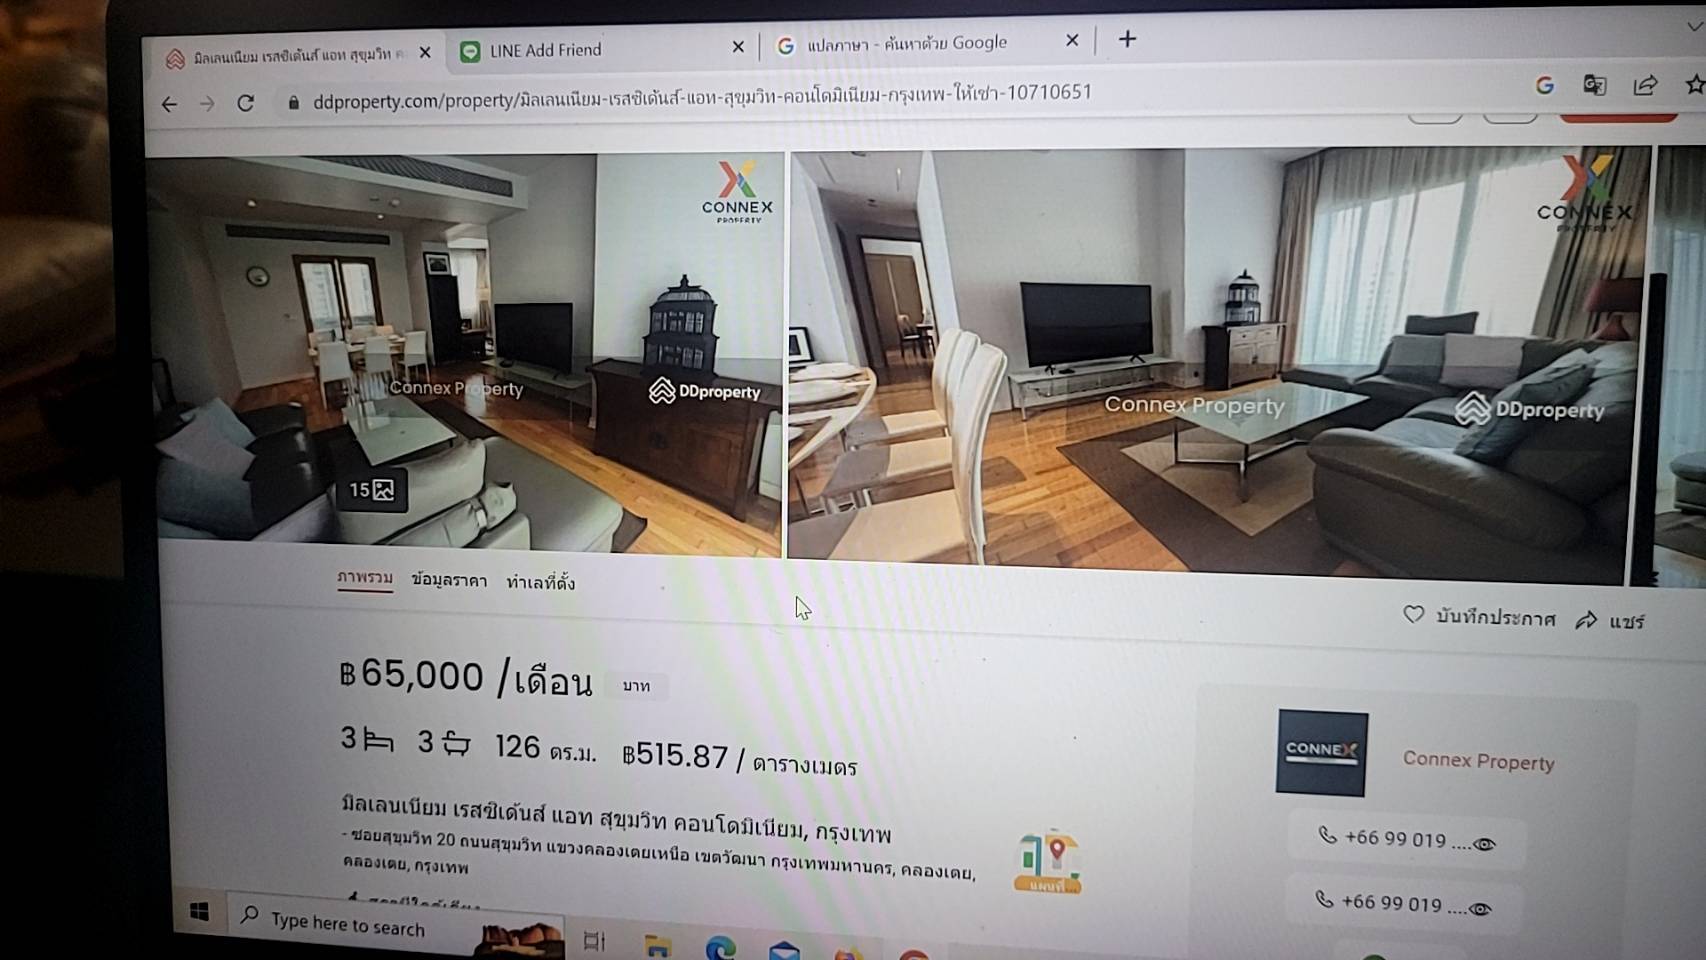 มิลเลนเนียม เรสซิเด้นส์ แอท สุขุมวิท ค
LINE Add Friend
แปลภาษา - ค้นหาด้วย Google
ddproperty.com/property/มิลเลนเนียม-เรสซิเด้นส์-แอท-สุขุมวิท-คอนโดมิเนียม-กรุงเทพ-ให้เช่า-10710651
CONNEX
PROPERTY
CONNEX
PROPERTY
Connex Property
DDproperty
Connex Property
DDproperty
15
ภาพรวม ข้อมูลราคา ทำเลที่ตั้ง
บันทึกประกาศ แชร์
฿65,000 /เดือน บาท
3 3 126 ตร.ม. ฿515.87 / ตารางเมตร
มิลเลนเนียม เรสซิเด้นส์ แอท สุขุมวิท คอนโดมิเนียม, กรุงเทพ
- ซอยสุขุมวิท 20 ถนนสุขุมวิท แขวงคลองเตยเหนือ เขตวัฒนา กรุงเทพมหานคร, คลองเตย,
คลองเตย, กรุงเทพ
แผนที่...
CONNEX
Connex Property
+66 99 019 ....
+66 99 019 ....
Type here to search